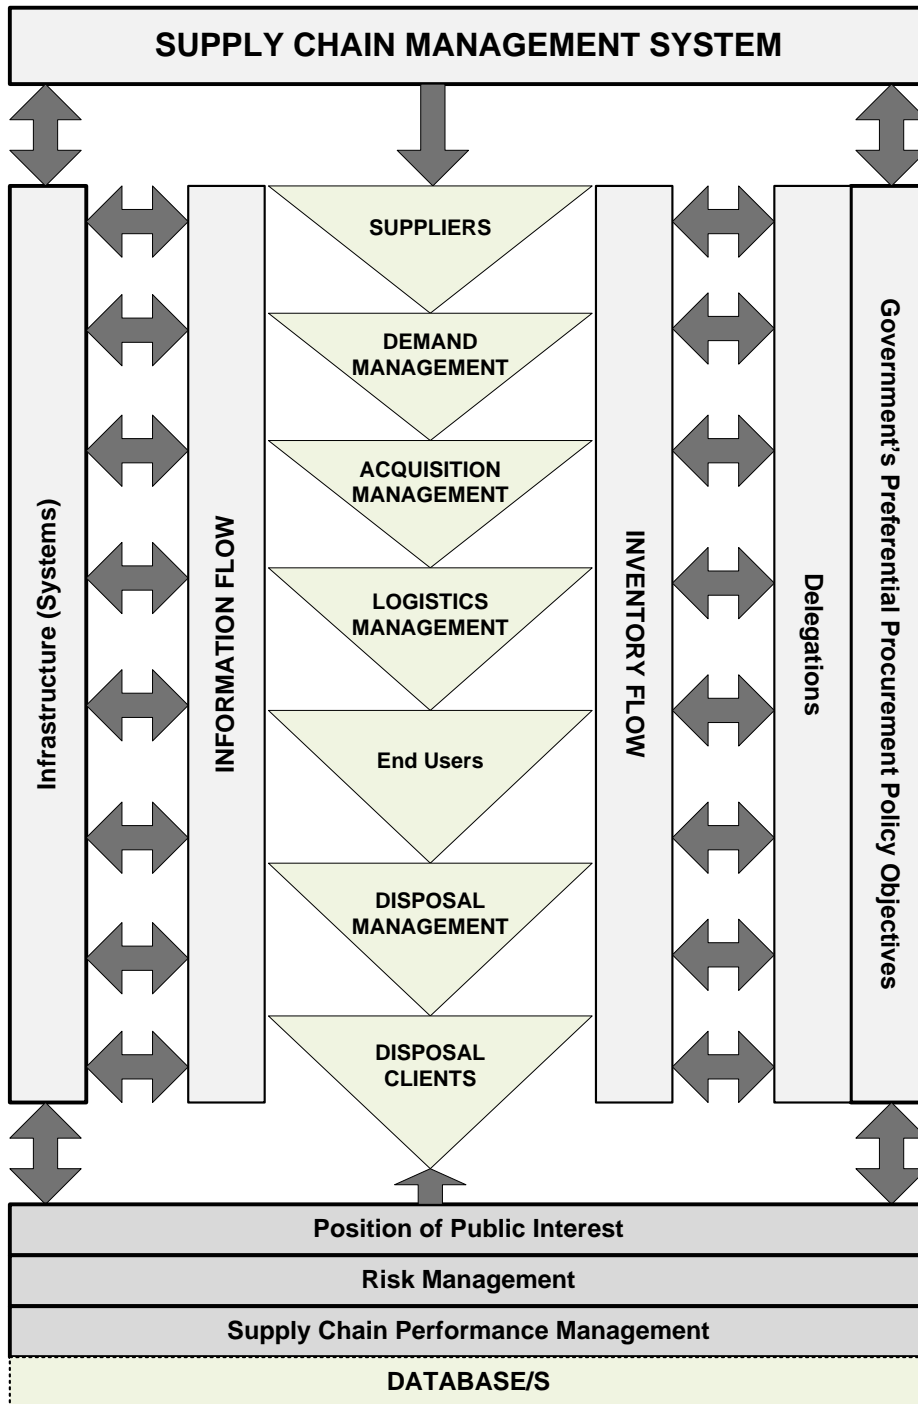 SUPPLY CHAIN MANAGEMENT SYSTEM
Infrastructure (Systems)
INFORMATION FLOW
SUPPLIERS
DEMAND
MANAGEMENT
ACQUISITION
MANAGEMENT
LOGISTICS
MANAGEMENT
End Users
DISPOSAL
MANAGEMENT
DISPOSAL
CLIENTS
INVENTORY FLOW
Delegations
Government's Preferential Procurement Policy Objectives
Position of Public Interest
Risk Management
Supply Chain Performance Management
DATABASE/S